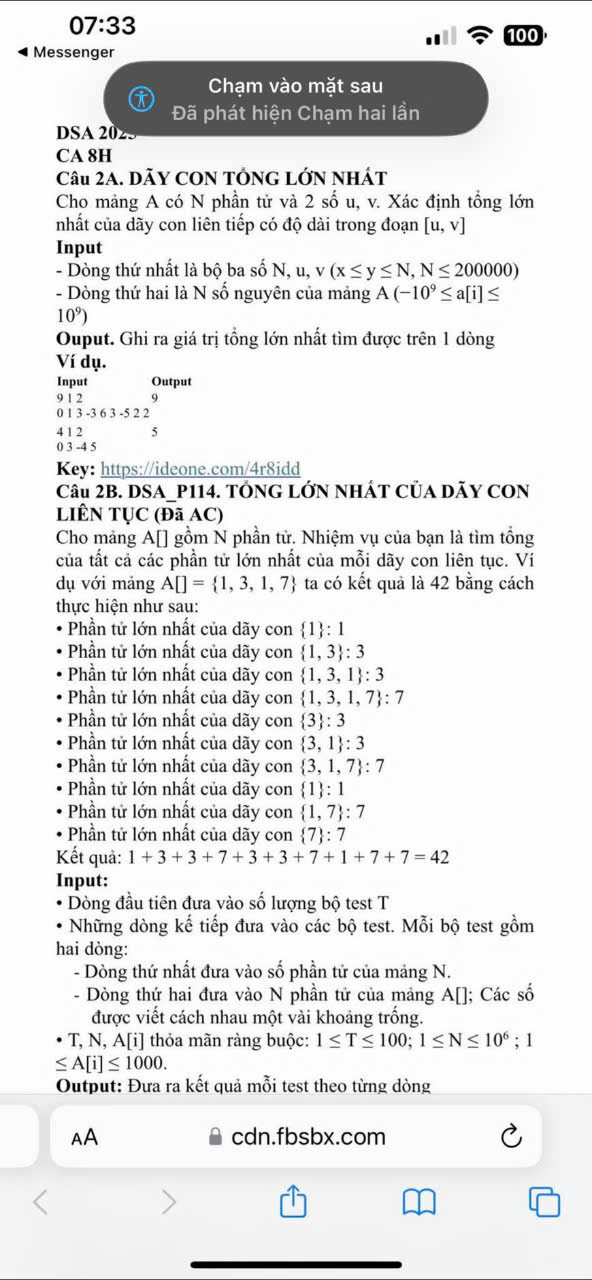 07:33
100
◀ Messenger
Chạm vào mặt sau
Đã phát hiện Chạm hai lần
DSA 2025
CA 8H
Câu 2A. DÃY CON TỔNG LỚN NHẤT
Cho mảng A có N phần tử và 2 số u, v. Xác định tổng lớn
nhất của dãy con liên tiếp có độ dài trong đoạn [u, v]
Input
- Dòng thứ nhất là bộ ba số N, u, v (x ≤ y ≤ N, N ≤ 200000)
- Dòng thứ hai là N số nguyên của mảng A (−10⁹ ≤ a[i] ≤
10⁹)
Ouput. Ghi ra giá trị tổng lớn nhất tìm được trên 1 dòng
Ví dụ.
Input Output
9 1 2 9
0 1 3 -3 6 3 -5 2 2
4 1 2 5
0 3 -4 5
Key: https://ideone.com/4r8idd
Câu 2B. DSA_P114. TỔNG LỚN NHẤT CỦA DÃY CON
LIÊN TỤC (Đã AC)
Cho mảng A[] gồm N phần tử. Nhiệm vụ của bạn là tìm tổng
của tất cả các phần tử lớn nhất của mỗi dãy con liên tục. Ví
dụ với mảng A[] = {1, 3, 1, 7} ta có kết quả là 42 bằng cách
thực hiện như sau:
• Phần tử lớn nhất của dãy con {1}: 1
• Phần tử lớn nhất của dãy con {1, 3}: 3
• Phần tử lớn nhất của dãy con {1, 3, 1}: 3
• Phần tử lớn nhất của dãy con {1, 3, 1, 7}: 7
• Phần tử lớn nhất của dãy con {3}: 3
• Phần tử lớn nhất của dãy con {3, 1}: 3
• Phần tử lớn nhất của dãy con {3, 1, 7}: 7
• Phần tử lớn nhất của dãy con {1}: 1
• Phần tử lớn nhất của dãy con {1, 7}: 7
• Phần tử lớn nhất của dãy con {7}: 7
Kết quả: 1 + 3 + 3 + 7 + 3 + 3 + 7 + 1 + 7 + 7 = 42
Input:
• Dòng đầu tiên đưa vào số lượng bộ test T
• Những dòng kế tiếp đưa vào các bộ test. Mỗi bộ test gồm
hai dòng:
- Dòng thứ nhất đưa vào số phần tử của mảng N.
- Dòng thứ hai đưa vào N phần tử của mảng A[]; Các số
được viết cách nhau một vài khoảng trống.
• T, N, A[i] thỏa mãn ràng buộc: 1 ≤ T ≤ 100; 1 ≤ N ≤ 10⁶ ; 1
≤ A[i] ≤ 1000.
Output: Đưa ra kết quả mỗi test theo từng dòng
AA
cdn.fbsbx.com